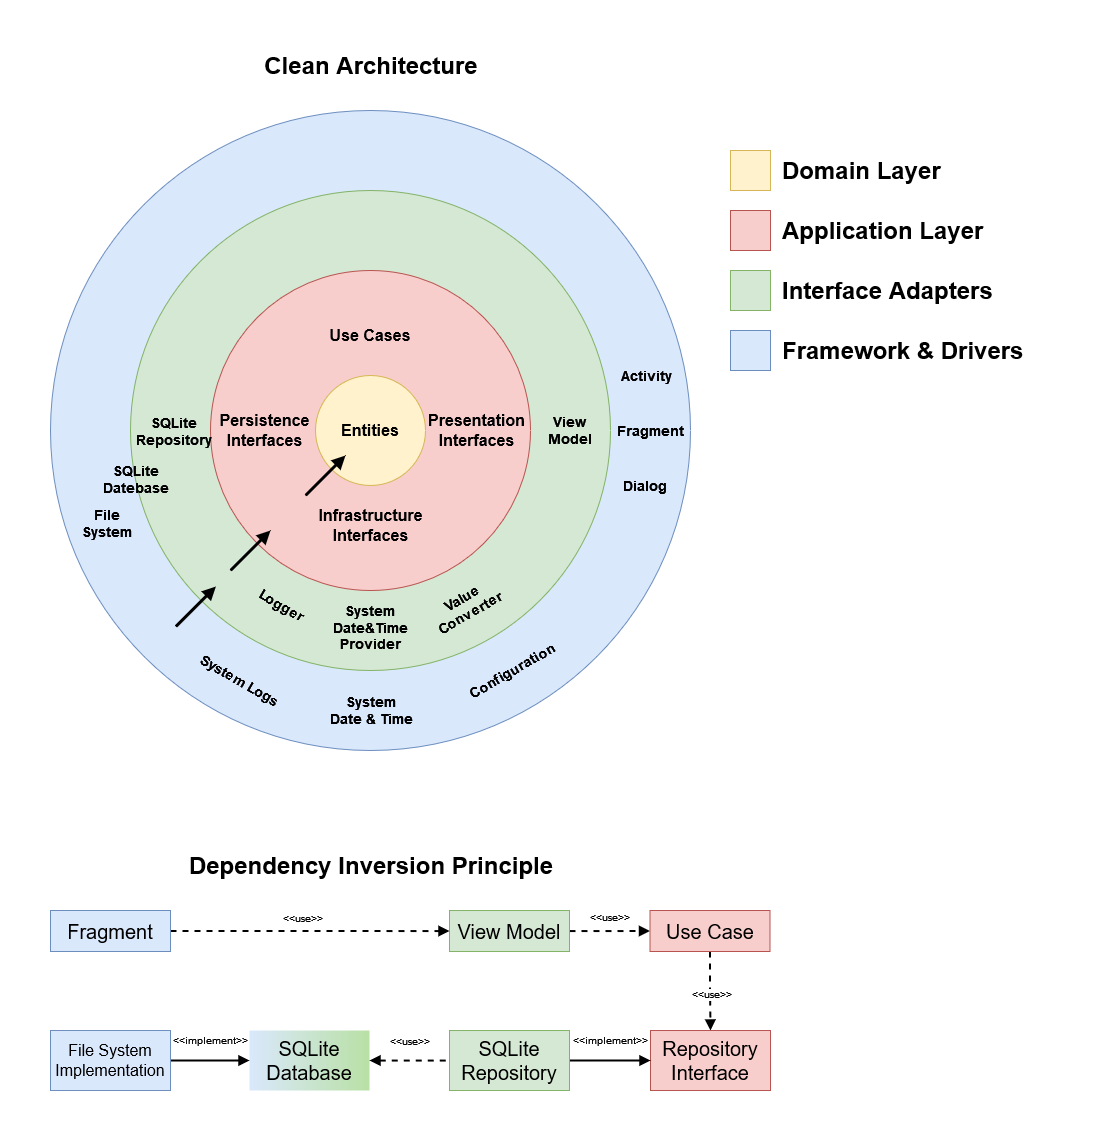 Clean Architecture
Domain Layer
Application Layer
Interface Adapters
Framework & Drivers
Use Cases
Activity
SQLite
Repository
Persistence
Interfaces
Entities
Presentation
Interfaces
View
Model
Fragment
SQLite
Datebase
Dialog
File
System
Infrastructure
Interfaces
Logger
System
Date&Time
Provider
Value
Converter
System Logs
System
Date & Time
Configuration
Dependency Inversion Principle
Fragment
<<use>>
View Model
<<use>>
Use Case
<<use>>
File System
Implementation
<<implement>>
SQLite
Database
<<use>>
SQLite
Repository
<<implement>>
Repository
Interface